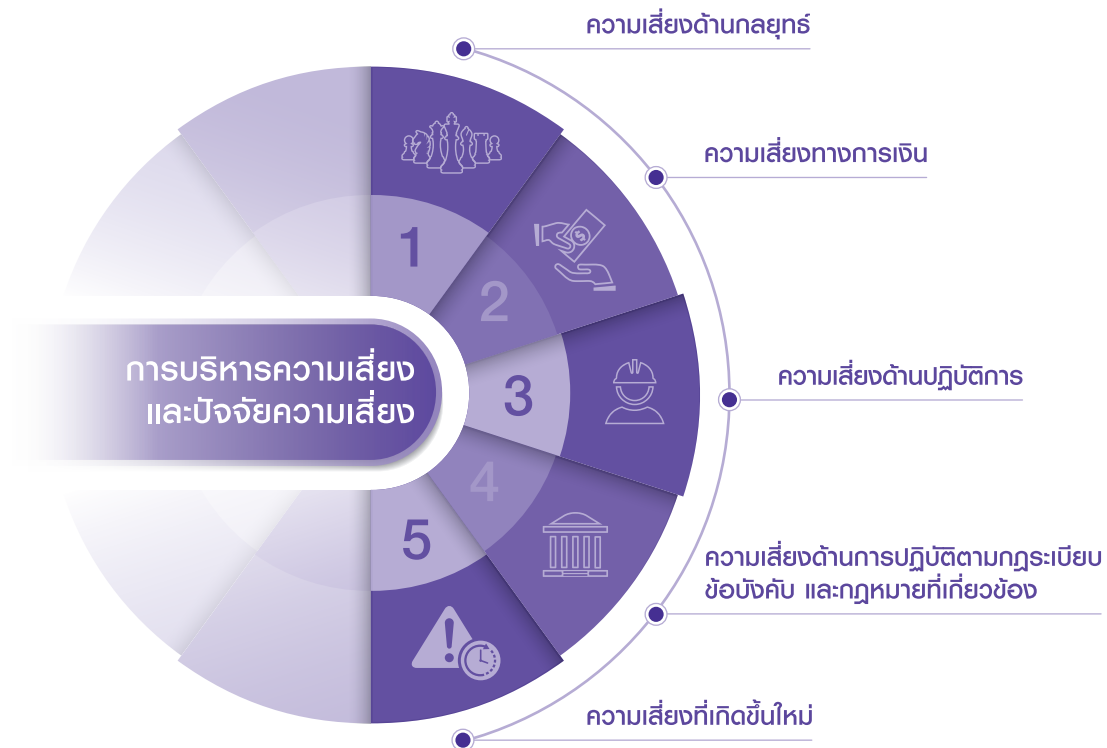 ความเสี่ยงด้านกลยุทธ์
ความเสี่ยงทางการเงิน
1
2
การบริหารความเสี่ยง
และปัจจัยความเสี่ยง
3
ความเสี่ยงด้านปฏิบัติการ
4
5
ความเสี่ยงด้านการปฏิบัติตามกฎระเบียบ
ข้อบังคับ และกฎหมายที่เกี่ยวข้อง
ความเสี่ยงที่เกิดขึ้นใหม่